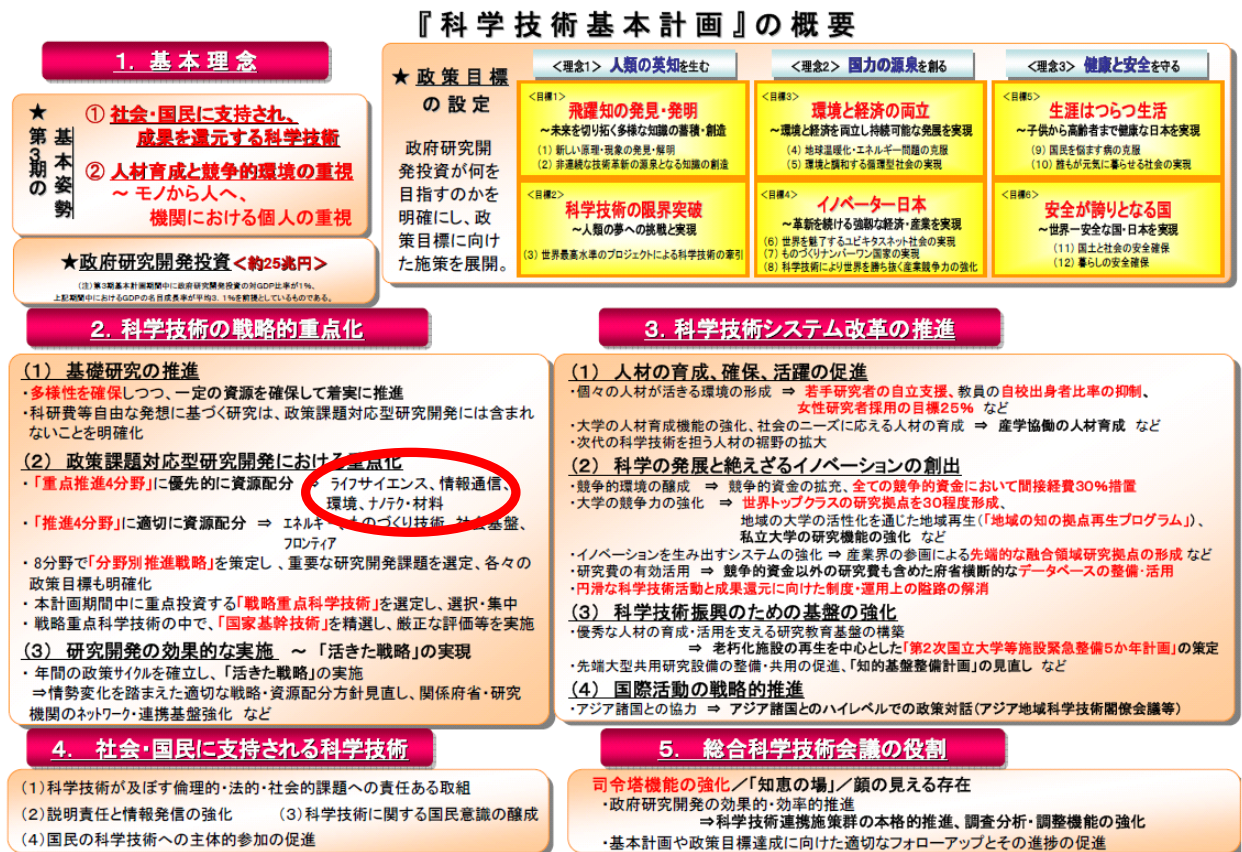 『科学技術基本計画』の概要
1. 基本理念
★第3期の基本姿勢
① 社会・国民に支持され、
成果を還元する科学技術
② 人材育成と競争的環境の重視
～ モノから人へ、
機関における個人の重視
★政府研究開発投資＜約25兆円＞
(注)第3期基本計画期間中に政府研究開発投資の対GDP比率が1%、
上記期間中におけるGDPの名目成長率が平均3.1%を前提としているものである。
★ 政策目標
の設定
政府研究開
発投資が何を
目指すのかを
明確にし、政
策目標に向け
た施策を展開。
＜理念1＞ 人類の英知を生む
＜目標1＞
飛躍知の発見・発明
～未来を切り拓く多様な知識の蓄積・創造
(1) 新しい原理・現象の発見・解明
(2) 非連続な技術革新の源泉となる知識の創造
＜目標2＞
科学技術の限界突破
～人類の夢への挑戦と実現
(3) 世界最高水準のプロジェクトによる科学技術の牽引
＜理念2＞ 国力の源泉を創る
＜目標3＞
環境と経済の両立
～環境と経済を両立し持続可能な発展を実現
(4) 地球温暖化・エネルギー問題の克服
(5) 環境と調和する循環型社会の実現
＜目標4＞
イノベーター日本
～革新を続ける強靱な経済・産業を実現
(6) 世界を魅了するユビキタスネット社会の実現
(7) ものづくりナンバーワン国家の実現
(8) 科学技術により世界を勝ち抜く産業競争力の強化
＜理念3＞ 健康と安全を守る
＜目標5＞
生涯はつらつ生活
～子供から高齢者まで健康な日本を実現
(9) 国民を悩ます病の克服
(10) 誰もが元気に暮らせる社会の実現
＜目標6＞
安全が誇りとなる国
～世界一安全な国・日本を実現
(11) 国土と社会の安全確保
(12) 暮らしの安全確保
2. 科学技術の戦略的重点化
(1) 基礎研究の推進
・多様性を確保しつつ、一定の資源を確保して着実に推進
・科研費等自由な発想に基づく研究は、政策課題対応型研究開発には含まれ
ないことを明確化
(2) 政策課題対応型研究開発における重点化
・「重点推進4分野」に優先的に資源配分 ⇒ ライフサイエンス、情報通信、
環境、ナノテク・材料
・「推進4分野」に適切に資源配分 ⇒ エネルギー、ものづくり技術、社会基盤、
フロンティア
・8分野で「分野別推進戦略」を策定し、重要な研究開発課題を選定、各々の
政策目標も明確化
・本計画期間中に重点投資する「戦略重点科学技術」を選定し、選択・集中
・戦略重点科学技術の中で、「国家基幹技術」を精選し、厳正な評価等を実施
(3) 研究開発の効果的な実施 ～ 「活きた戦略」の実現
・年間の政策サイクルを確立し、「活きた戦略」の実施
⇒情勢変化を踏まえた適切な戦略・資源配分方針見直し、関係府省・研究
機関のネットワーク・連携基盤強化 など
3. 科学技術システム改革の推進
(1) 人材の育成、確保、活躍の促進
・個々の人材が活きる環境の形成 ⇒ 若手研究者の自立支援、教員の自校出身者比率の抑制、
女性研究者採用の目標25% など
・大学の人材育成機能の強化、社会のニーズに応える人材の育成 ⇒ 産学協働の人材育成 など
・次代の科学技術を担う人材の裾野の拡大
(2) 科学の発展と絶えざるイノベーションの創出
・競争的環境の醸成 ⇒ 競争的資金の拡充、全ての競争的資金において間接経費30%措置
・大学の競争力の強化 ⇒ 世界トップクラスの研究拠点を30程度形成、
地域の大学の活性化を通じた地域再生(「地域の知の拠点再生プログラム」)、
私立大学の研究機能の強化 など
・イノベーションを生み出すシステムの強化 ⇒ 産業界の参画による先端的な融合領域研究拠点の形成 など
・研究費の有効活用 ⇒ 競争的資金以外の研究費も含めた府省横断的なデータベースの整備・活用
・円滑な科学技術活動と成果還元に向けた制度・運用上の隘路の解消
(3) 科学技術振興のための基盤の強化
・優秀な人材の育成・活用を支える研究教育基盤の構築
⇒ 老朽化施設の再生を中心とした「第2次国立大学等施設緊急整備5か年計画」の策定
・先端大型共用研究設備の整備・共用の促進、「知的基盤整備計画」の見直し など
(4) 国際活動の戦略的推進
・アジア諸国との協力 ⇒ アジア諸国とのハイレベルでの政策対話(アジア地域科学技術閣僚会議等)
4. 社会・国民に支持される科学技術
(1)科学技術が及ぼす倫理的・法的・社会的課題への責任ある取組
(2)説明責任と情報発信の強化 (3)科学技術に関する国民意識の醸成
(4)国民の科学技術への主体的参加の促進
5. 総合科学技術会議の役割
司令塔機能の強化／「知恵の場」／顔の見える存在
・政府研究開発の効果的・効率的推進
⇒科学技術連携施策群の本格的推進、調査分析・調整機能の強化
・基本計画や政策目標達成に向けた適切なフォローアップとその進捗の促進